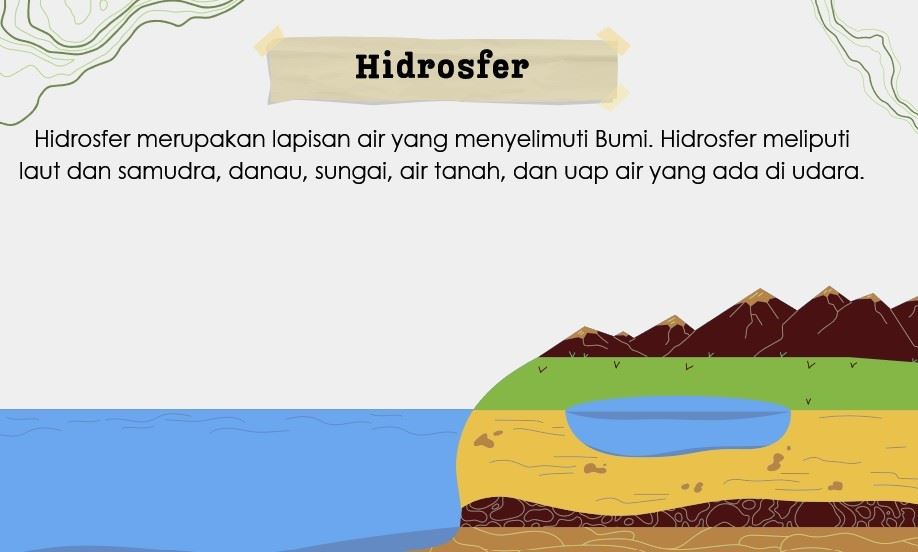 Hidrosfer
Hidrosfer merupakan lapisan air yang menyelimuti Bumi. Hidrosfer meliputi
laut dan samudra, danau, sungai, air tanah, dan uap air yang ada di udara.